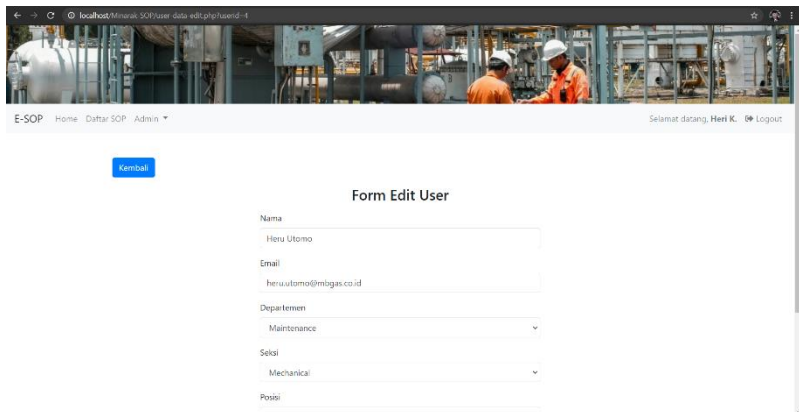 localhost/Minarak-SOP/user-data-edit.php?userid=4
E-SOP Home Daftar SOP Admin Selamat datang, Heri K. Logout
Kembali
Form Edit User
Nama
Heru Utomo
Email
heru.utomo@mbgas.co.id
Departemen
Maintenance
Seksi
Mechanical
Posisi